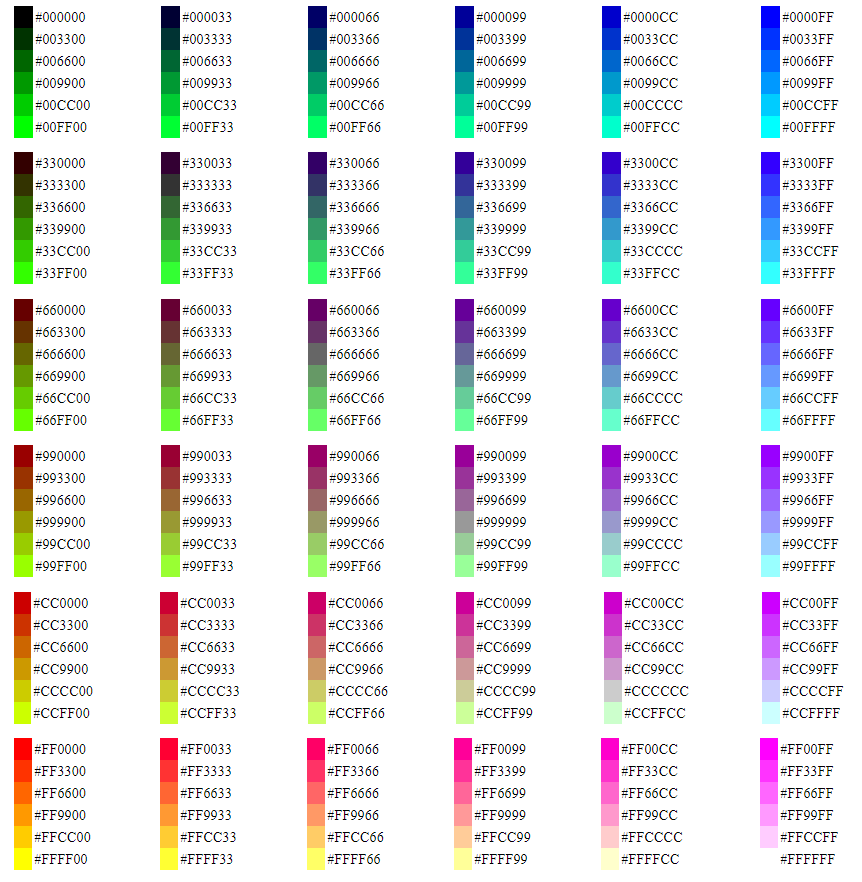 #000000 #000033 #000066 #000099 #0000CC #0000FF
#003300 #003333 #003366 #003399 #0033CC #0033FF
#006600 #006633 #006666 #006699 #0066CC #0066FF
#009900 #009933 #009966 #009999 #0099CC #0099FF
#00CC00 #00CC33 #00CC66 #00CC99 #00CCCC #00CCFF
#00FF00 #00FF33 #00FF66 #00FF99 #00FFCC #00FFFF
#330000 #330033 #330066 #330099 #3300CC #3300FF
#333300 #333333 #333366 #333399 #3333CC #3333FF
#336600 #336633 #336666 #336699 #3366CC #3366FF
#339900 #339933 #339966 #339999 #3399CC #3399FF
#33CC00 #33CC33 #33CC66 #33CC99 #33CCCC #33CCFF
#33FF00 #33FF33 #33FF66 #33FF99 #33FFCC #33FFFF
#660000 #660033 #660066 #660099 #6600CC #6600FF
#663300 #663333 #663366 #663399 #6633CC #6633FF
#666600 #666633 #666666 #666699 #6666CC #6666FF
#669900 #669933 #669966 #669999 #6699CC #6699FF
#66CC00 #66CC33 #66CC66 #66CC99 #66CCCC #66CCFF
#66FF00 #66FF33 #66FF66 #66FF99 #66FFCC #66FFFF
#990000 #990033 #990066 #990099 #9900CC #9900FF
#993300 #993333 #993366 #993399 #9933CC #9933FF
#996600 #996633 #996666 #996699 #9966CC #9966FF
#999900 #999933 #999966 #999999 #9999CC #9999FF
#99CC00 #99CC33 #99CC66 #99CC99 #99CCCC #99CCFF
#99FF00 #99FF33 #99FF66 #99FF99 #99FFCC #99FFFF
#CC0000 #CC0033 #CC0066 #CC0099 #CC00CC #CC00FF
#CC3300 #CC3333 #CC3366 #CC3399 #CC33CC #CC33FF
#CC6600 #CC6633 #CC6666 #CC6699 #CC66CC #CC66FF
#CC9900 #CC9933 #CC9966 #CC9999 #CC99CC #CC99FF
#CCCC00 #CCCC33 #CCCC66 #CCCC99 #CCCCCC #CCCCFF
#CCFF00 #CCFF33 #CCFF66 #CCFF99 #CCFFCC #CCFFFF
#FF0000 #FF0033 #FF0066 #FF0099 #FF00CC #FF00FF
#FF3300 #FF3333 #FF3366 #FF3399 #FF33CC #FF33FF
#FF6600 #FF6633 #FF6666 #FF6699 #FF66CC #FF66FF
#FF9900 #FF9933 #FF9966 #FF9999 #FF99CC #FF99FF
#FFCC00 #FFCC33 #FFCC66 #FFCC99 #FFCCCC #FFCCFF
#FFFF00 #FFFF33 #FFFF66 #FFFF99 #FFFFCC #FFFFFF